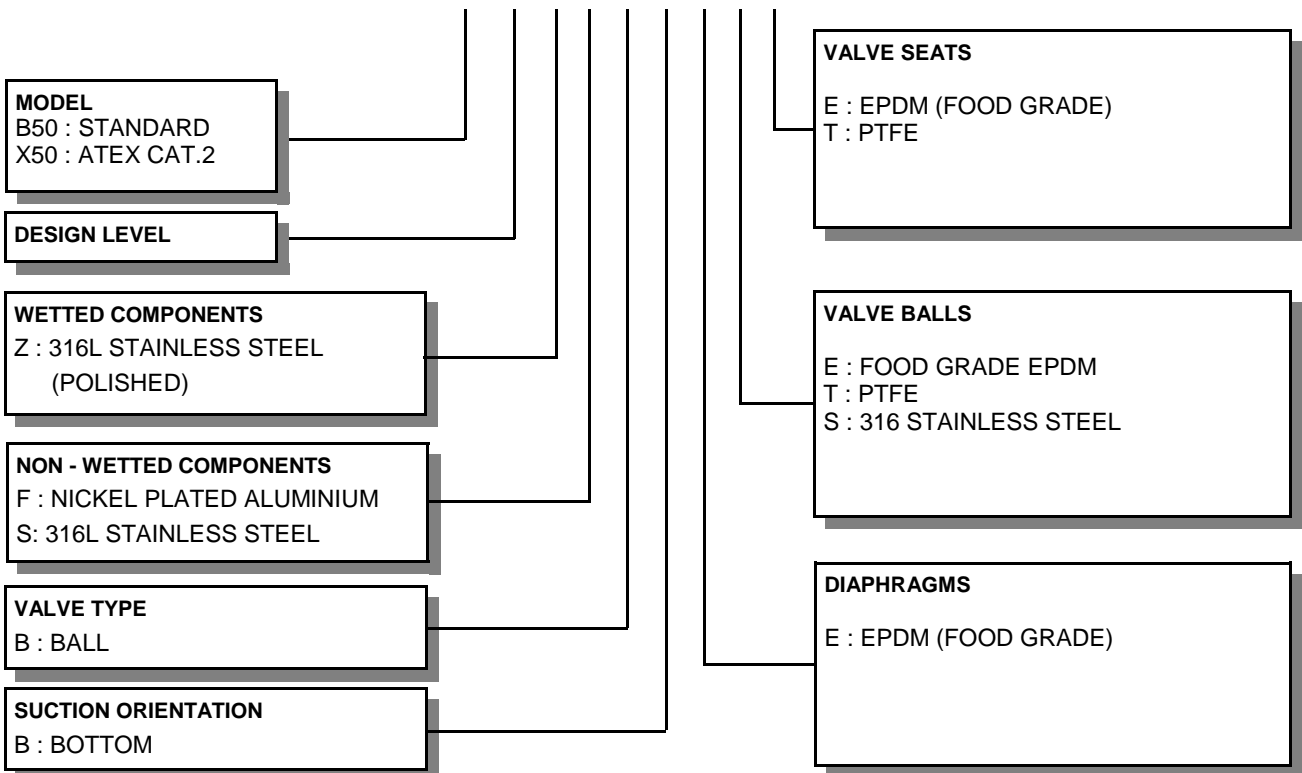 MODEL
B50 : STANDARD
X50 : ATEX CAT.2
DESIGN LEVEL
WETTED COMPONENTS
Z : 316L STAINLESS STEEL
(POLISHED)
NON - WETTED COMPONENTS
F : NICKEL PLATED ALUMINIUM
S: 316L STAINLESS STEEL
VALVE TYPE
B : BALL
SUCTION ORIENTATION
B : BOTTOM
VALVE SEATS
E : EPDM (FOOD GRADE)
T : PTFE
VALVE BALLS
E : FOOD GRADE EPDM
T : PTFE
S : 316 STAINLESS STEEL
DIAPHRAGMS
E : EPDM (FOOD GRADE)